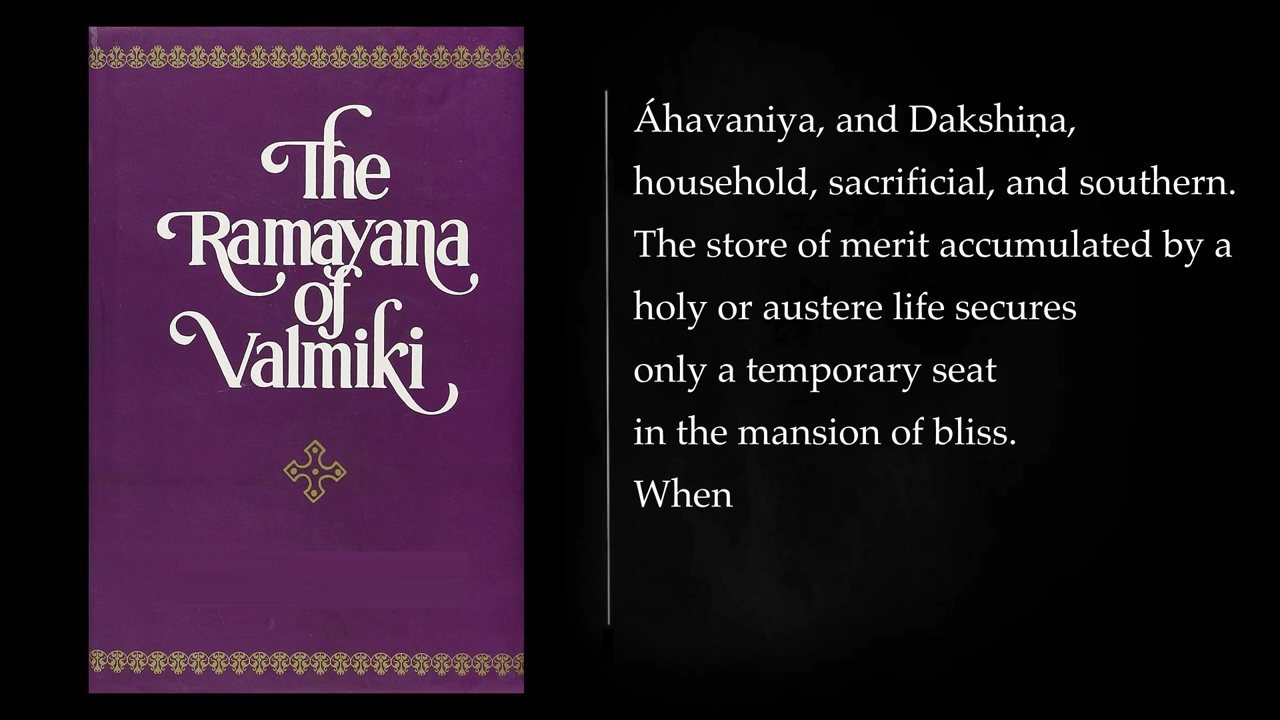 The
Ramayana
of
Valmiki
Áhavaniya, and Dakshiṇa,
household, sacrificial, and southern.
The store of merit accumulated by a
holy or austere life secures
only a temporary seat
in the mansion of bliss.
When